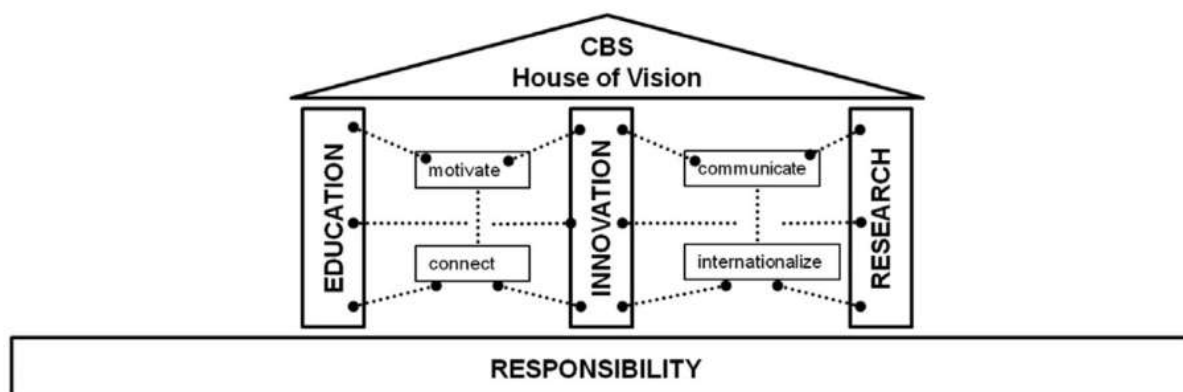 CBS
House of Vision
EDUCATION
motivate
connect
INNOVATION
communicate
internationalize
RESEARCH
RESPONSIBILITY